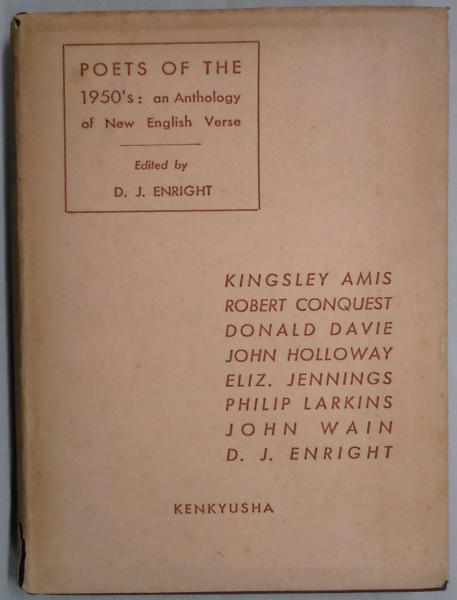 POETS OF THE
1950's: an Anthology
of New English Verse
Edited by
D. J. ENRIGHT
KINGSLEY AMIS
ROBERT CONQUEST
DONALD DAVIE
JOHN HOLLOWAY
ELIZ. JENNINGS
PHILIP LARKINS
JOHN WAIN
D. J. ENRIGHT
KENKYUSHA